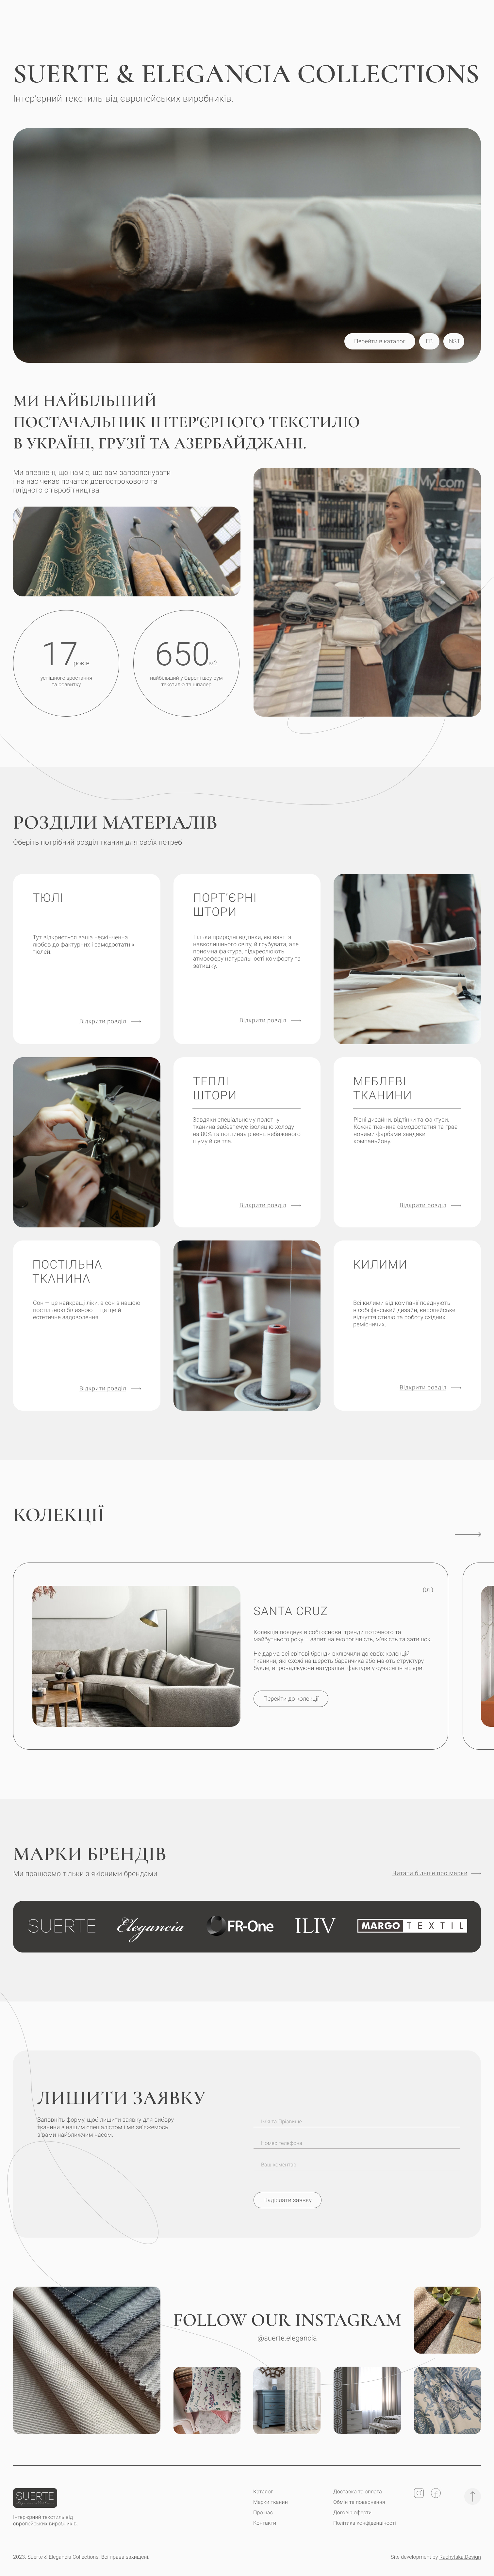 SUERTE & ELEGANCIA COLLECTIONS
Інтер'єрний текстиль від європейських виробників.
Перейти в каталог
FB
INST
МИ НАЙБІЛЬШИЙ
ПОСТАЧАЛЬНИК ІНТЕР'ЄРНОГО ТЕКСТИЛЮ
В УКРАЇНІ, ГРУЗІЇ ТА АЗЕРБАЙДЖАНІ.
Ми впевнені, що нам є, що вам запропонувати
і на нас чекає початок довгострокового та
плідного співробітництва.
17 років
успішного зростання
та розвитку
650 м2
найбільший у Європі шоу рум
текстилю та шпалер
РОЗДІЛИ МАТЕРІАЛІВ
Оберіть потрібний розділ тканин для своїх потреб
ТЮЛІ
Тут відкриється ваша нескінченна
любов до фактурних і самодостатніх
тюлей.
Відкрити розділ
ПОРТ'ЄРНІ
ШТОРИ
Тільки природні відтінки, які взяті з
навколишнього світу, й грубувата, але
приємна фактура, підкреслюють
атмосферу натуральності комфорту та
затишку.
Відкрити розділ
ТЕПЛІ
ШТОРИ
Завдяки спеціальному полотну
тканина забезпечує ізоляцію холоду
на 80% та поглинає рівень небажаного
шуму й світла.
Відкрити розділ
МЕБЛЕВІ
ТКАНИНИ
Різні дизайни, відтінки та фактури.
Кожна тканина самодостатня та грає
новими фарбами завдяки
компаньйону.
Відкрити розділ
ПОСТІЛЬНА
ТКАНИНА
Сон — це найкращі ліки, а сон з нашою
постільною білизною — це ще й
естетичне задоволення.
Відкрити розділ
КИЛИМИ
Всі килими від компанії поєднують
в собі фінський дизайн, європейське
відчуття стилю та роботу східних
ремісничих.
Відкрити розділ
КОЛЕКЦІЇ
(01)
SANTA CRUZ
Колекція поєднує в собі основні тренди поточного та
майбутнього року – запит на екологічність, м'якість та затишок.
Не дарма всі світові бренди включили до своїх колекцій
тканини, які схожі на шерсть баранчика або мають структуру
букле, впроваджуючи натуральні фактури у сучасні інтер'єри.
Перейти до колекції
МАРКИ БРЕНДІВ
Ми працюємо тільки з якісними брендами
Читати більше про марки
SUERTE
Elegancia
FR-One
ILIV
MARGO TEXTIL
ЛИШИТИ ЗАЯВКУ
Заповніть форму, щоб лишити заявку для вибору
тканини з нашим спеціалістом і ми зв'яжемось
з вами найближчим часом.
Ім'я та Прізвище
Номер телефона
Ваш коментар
Надіслати заявку
FOLLOW OUR INSTAGRAM
@suerte.elegancia
SUERTE
Інтер'єрний текстиль від
європейських виробників.
Каталог
Марки тканин
Про нас
Контакти
Доставка та оплата
Обмін та повернення
Договір оферти
Політика конфіденцйності
2023. Suerte & Elegancia Collections. Всі права захищені.
Site development by Rachytska.Design